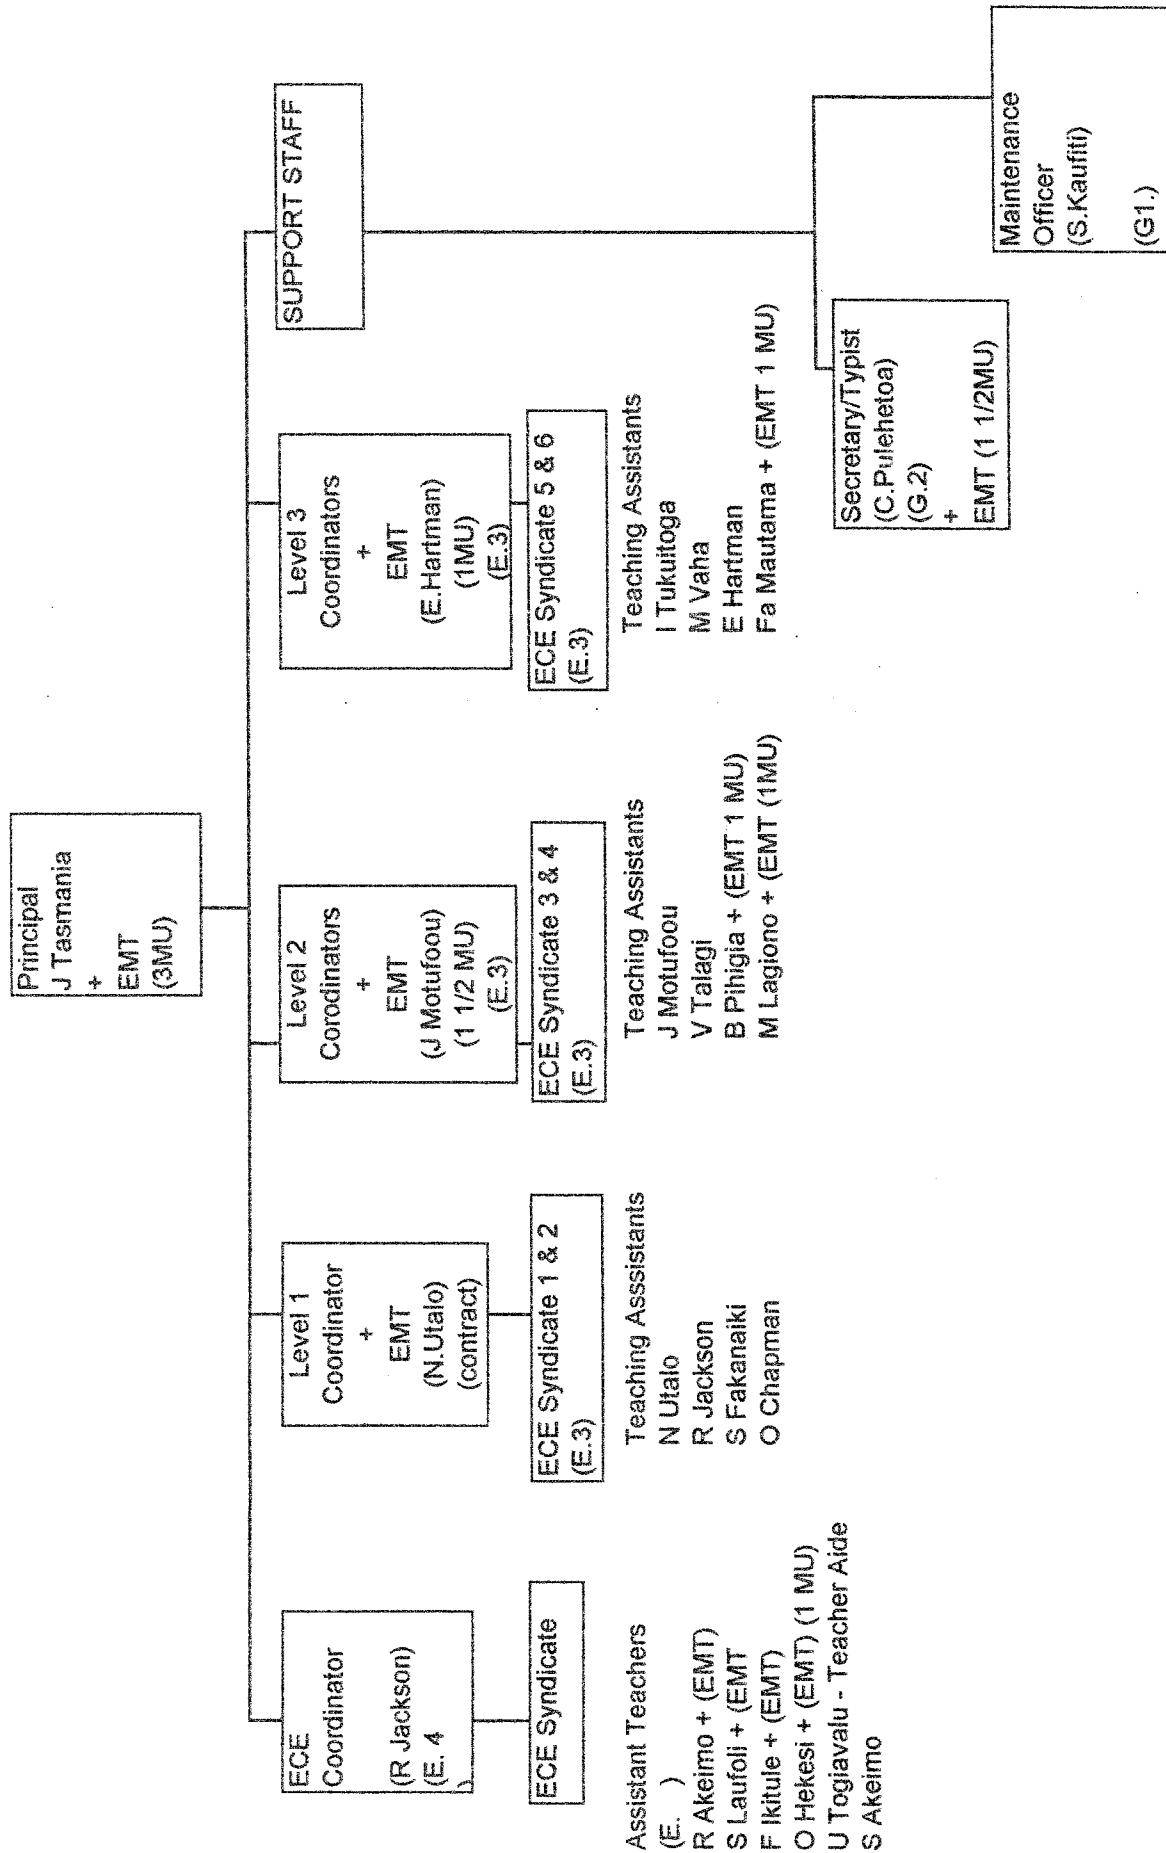 Principal
J Tasmania
+
EMT
(3MU)
ECE
Coordinator
(R Jackson)
(E. 4
)
ECE Syndicate
Assistant Teachers
(E. )
R Akeimo + (EMT)
S Laufoli + (EMT
F Ikitule + (EMT)
O Hekesi + (EMT) (1 MU)
U Togiavalu - Teacher Aide
S Akeimo
Level 1
Coordinator
+
EMT
(N.Utalo)
(contract)
ECE Syndicate 1 & 2
(E.3)
Teaching Asssistants
N Utalo
R Jackson
S Fakanaiki
O Chapman
Level 2
Corodinators
+
EMT
(J Motufoou)
(1 1/2 MU)
(E.3)
ECE Syndicate 3 & 4
(E.3)
Teaching Assistants
J Motufoou
V Talagi
B Pihigia + (EMT 1 MU)
M Lagiono + (EMT (1MU)
Level 3
Coordinators
+
EMT
(E.Hartman)
(1MU)
(E.3)
ECE Syndicate 5 & 6
(E.3)
Teaching Assistants
I Tukuitoga
M Vaha
E Hartman
Fa Mautama + (EMT 1 MU)
SUPPORT STAFF
Secretary/Typist
(C.Pulehetoa)
(G.2)
+
EMT (1 1/2MU)
Maintenance
Officer
(S.Kaufiti)
(G1.)